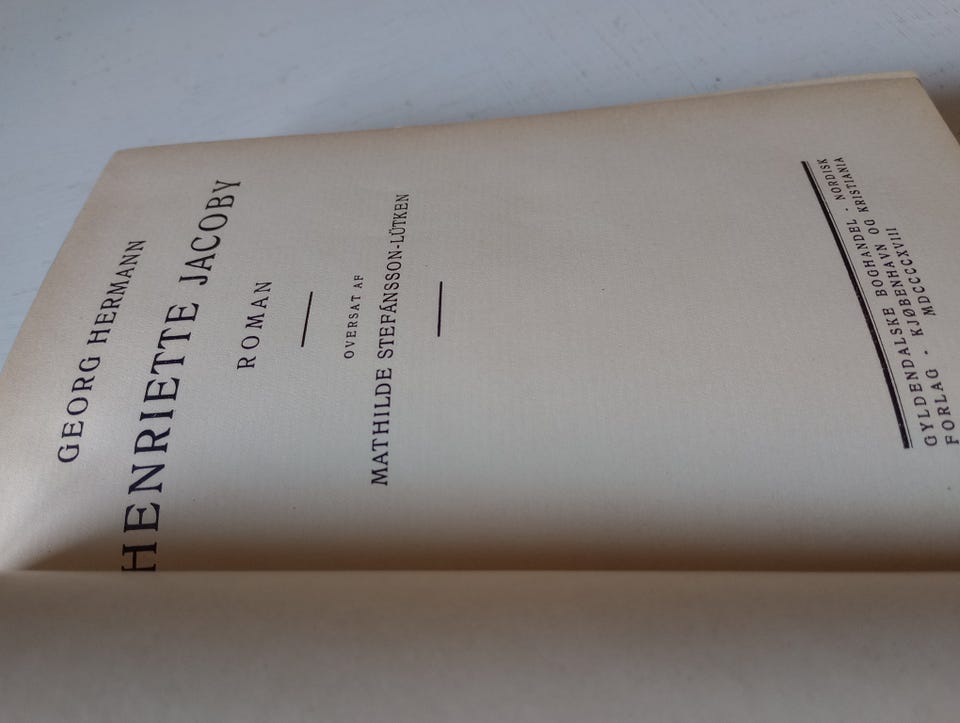 GEORG HERMANN
HENRIETTE JACOBY
ROMAN
OVERSAT AF
MATHILDE STEFÁNSSON-LÜTKEN
GYLDENDALSKE BOGHANDEL · NORDISK
FORLAG · KJØBENHAVN OG KRISTIANIA
MDCCCCXVIII